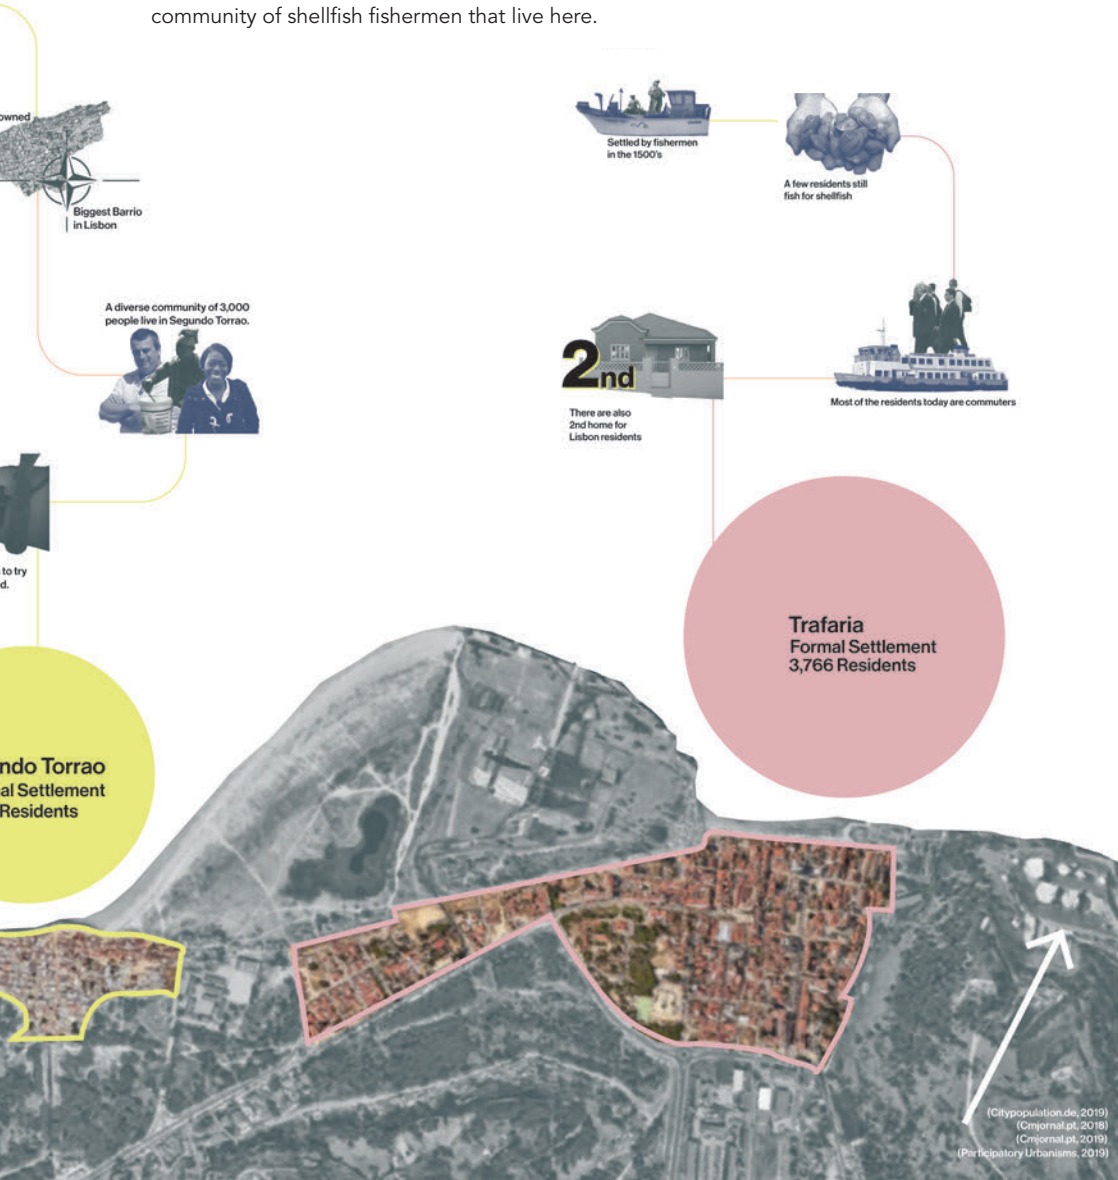 community of shellfish fishermen that live here.
owned
Biggest Barrio
in Lisbon
A diverse community of 3,000
people live in Segundo Torrao.
to try
d.
ndo Torrao
al Settlement
Residents
Settled by fishermen
in the 1500's
A few residents still
fish for shellfish
Most of the residents today are commuters
2nd
There are also
2nd home for
Lisbon residents
Trafaria
Formal Settlement
3,766 Residents
(Citypopulation.de, 2019)
(Cmjornal.pt, 2018)
(Cmjornal.pt, 2019)
(Participatory Urbanisms, 2019)